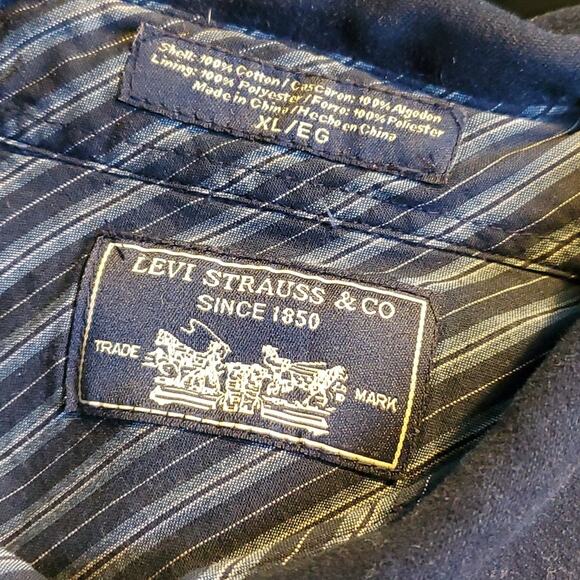 Shell: 100% Cotton / Cascaron: 100% Algodon
Lining: 100% Polyester / Forro: 100% Poliester
Made in China / Hecho en China
XL/EG
LEVI STRAUSS & CO
SINCE 1850
TRADE MARK